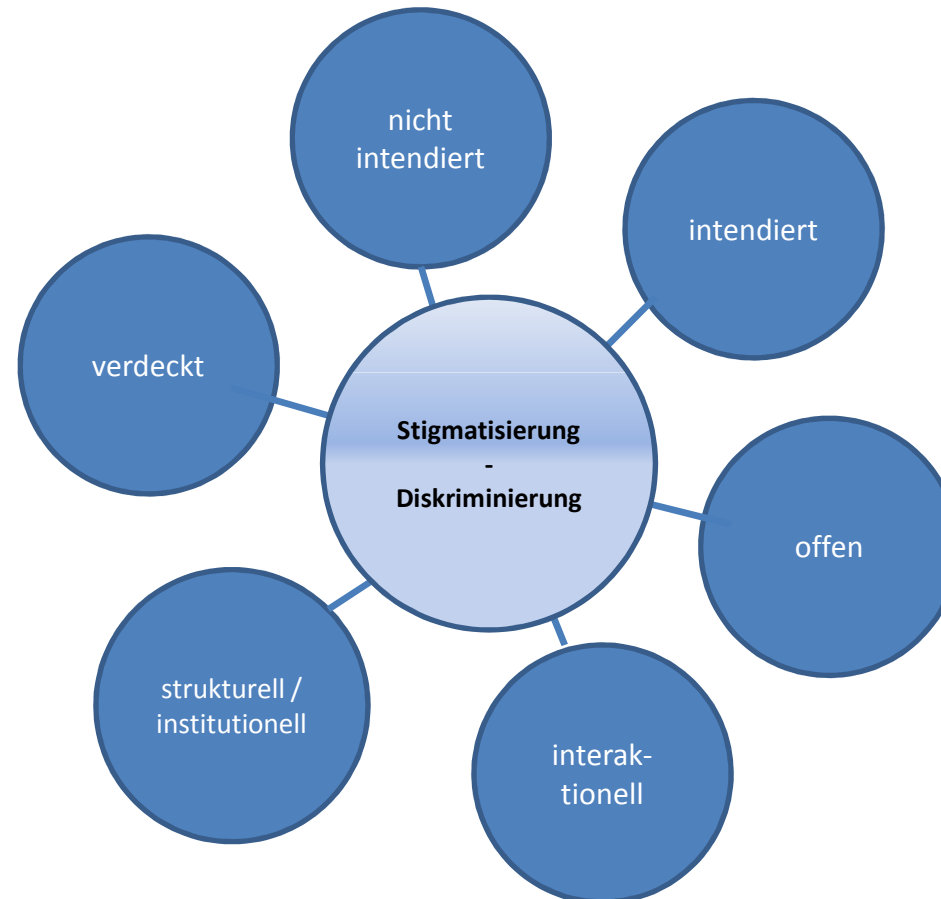 nicht
intendiert
intendiert
verdeckt
Stigmatisierung
-
Diskriminierung
offen
strukturell /
institutionell
interak-
tionell